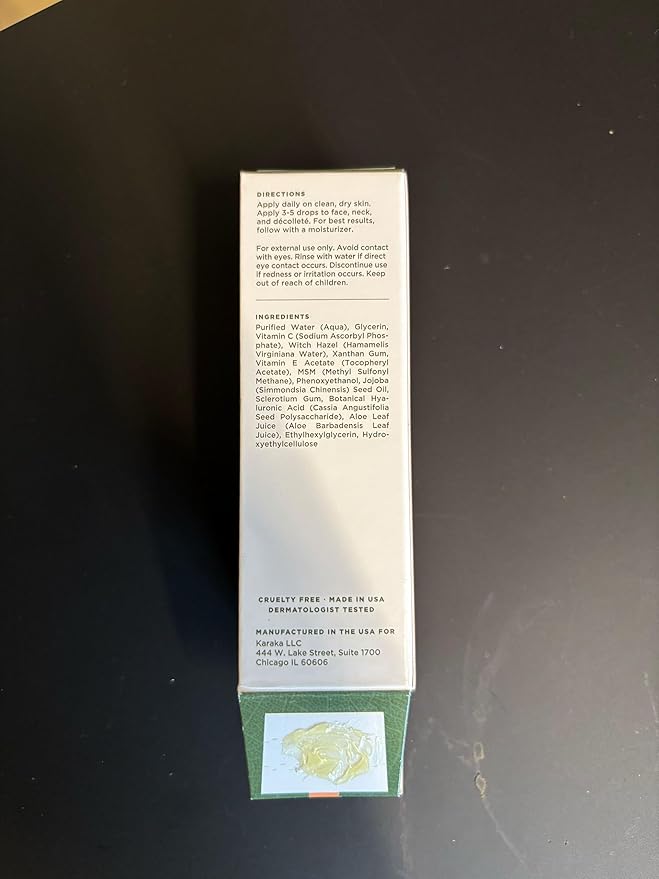 DIRECTIONS
Apply daily on clean, dry skin.
Apply 3-5 drops to face, neck,
and décolleté. For best results,
follow with a moisturizer.
For external use only. Avoid contact
with eyes. Rinse with water if direct
eye contact occurs. Discontinue use
if redness or irritation occurs. Keep
out of reach of children.
INGREDIENTS
Purified Water (Aqua), Glycerin,
Vitamin C (Sodium Ascorbyl Phos-
phate), Witch Hazel (Hamamelis
Virginiana Water), Xanthan Gum,
Vitamin E Acetate (Tocopheryl
Acetate), MSM (Methyl Sulfonyl
Methane), Phenoxyethanol, Jojoba
(Simmondsia Chinensis) Seed Oil,
Sclerotium Gum, Botanical Hya-
luronic Acid (Cassia Angustifolia
Seed Polysaccharide), Aloe Leaf
Juice (Aloe Barbadensis Leaf
Juice), Ethylhexylglycerin, Hydro-
xyethylcellulose
CRUELTY FREE · MADE IN USA
DERMATOLOGIST TESTED
MANUFACTURED IN THE USA FOR
Karaka LLC
444 W. Lake Street, Suite 1700
Chicago IL 60606